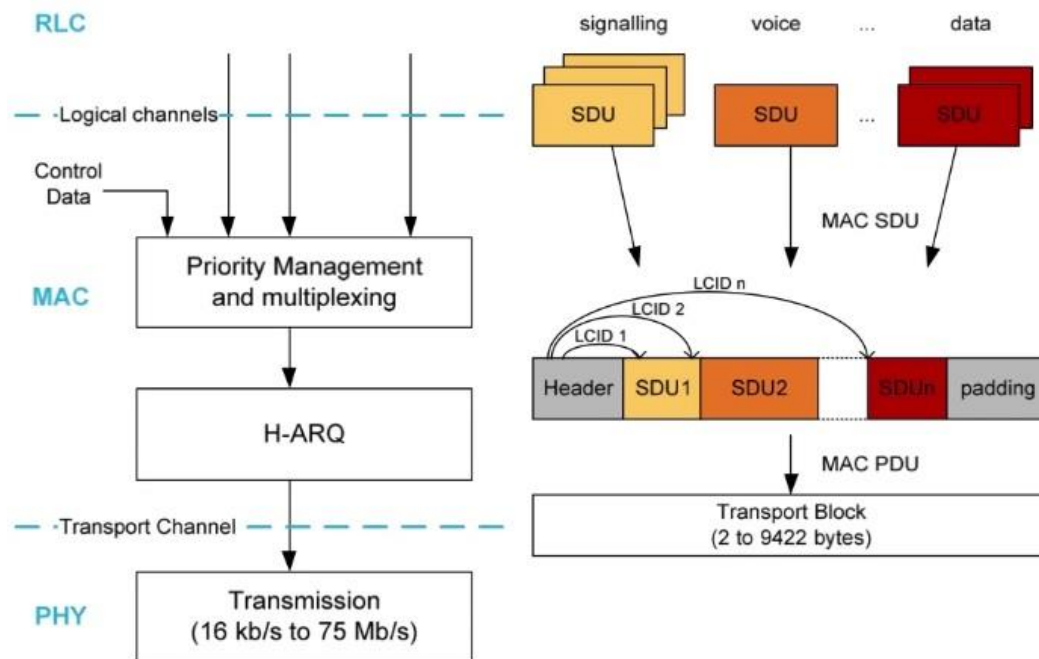 RLC
Logical channels
Control
Data
Priority Management
and multiplexing
MAC
H-ARQ
Transport Channel
PHY
Transmission
(16 kb/s to 75 Mb/s)
signalling
voice
...
data
SDU
SDU
...
SDU
MAC SDU
LCID n
LCID 2
LCID 1
Header
SDU1
SDU2
SDUn
padding
MAC PDU
Transport Block
(2 to 9422 bytes)